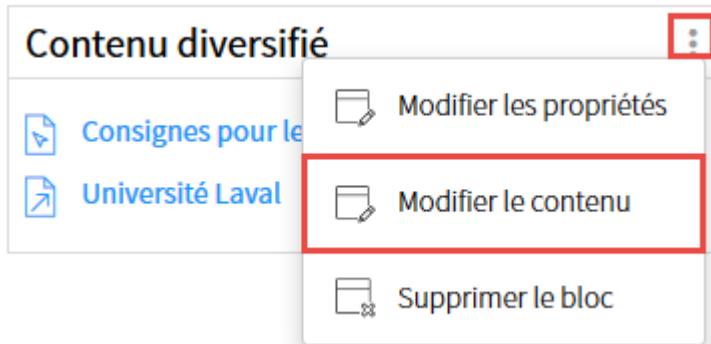 Contenu diversifié
Modifier les propriétés
Consignes pour le
Modifier le contenu
Université Laval
Supprimer le bloc